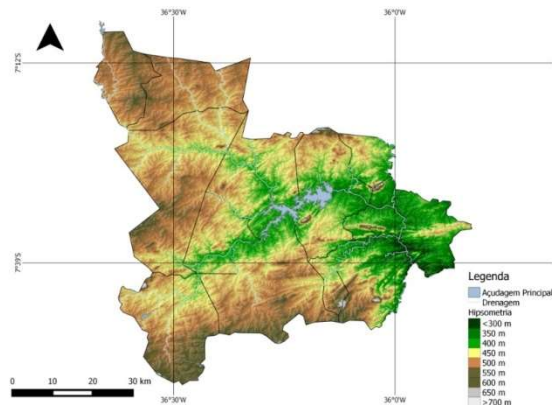 36°30'W
36°0'W
7°12'S
7°39'S
Legenda
Açudagem Principal
Drenagem
Hipsometria
<300 m
350 m
400 m
450 m
500 m
550 m
600 m
650 m
>700 m
0
10
20
30 km
36°30'W
36°0'W